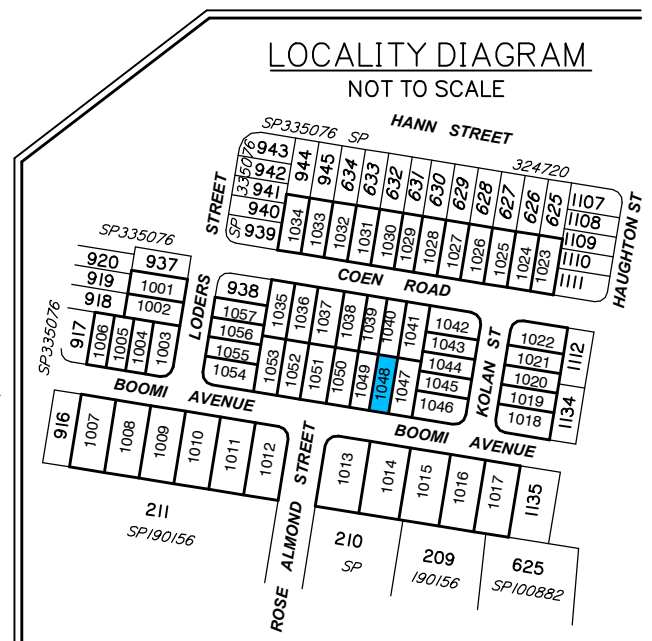 LOCALITY DIAGRAM
NOT TO SCALE
HANN STREET
SP335076 SP 324720
335076
SP
STREET
943
942
941
940
939
944 945 634 633 632 631 630 629 628 627 626 625
1107
1108
1109
1110
1111
HAUGHTON ST
1034 1033 1032 1031 1030 1029 1028 1027 1026 1025 1024 1023
COEN ROAD
SP335076
920 937
919 1001
918 1002
SP335076
917 1006 1005 1004 1003
LODERS
938
1057
1056
1055
1054
1035 1036 1037 1038 1039 1040 1041
1053 1052 1051 1050 1049 1048 1047
1042
1043
1044
1045
1046
KOLAN ST
1022
1021
1020
1019
1018
1112
1134
BOOMI AVENUE
BOOMI AVENUE
916 1007 1008 1009 1010 1011 1012
ROSE ALMOND STREET
1013 1014 1015 1016 1017 1135
211
SP190156
210
SP
209
190156
625
SP100882